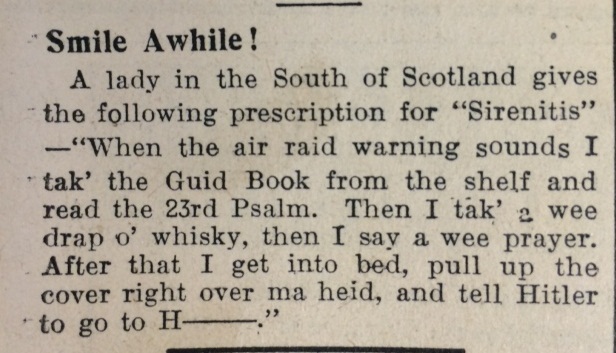 Smile Awhile!
A lady in the South of Scotland gives
the following prescription for "Sirenitis"
—"When the air raid warning sounds I
tak' the Guid Book from the shelf and
read the 23rd Psalm. Then I tak' a wee
drap o' whisky, then I say a wee prayer.
After that I get into bed, pull up the
cover right over ma heid, and tell Hitler
to go to H——."